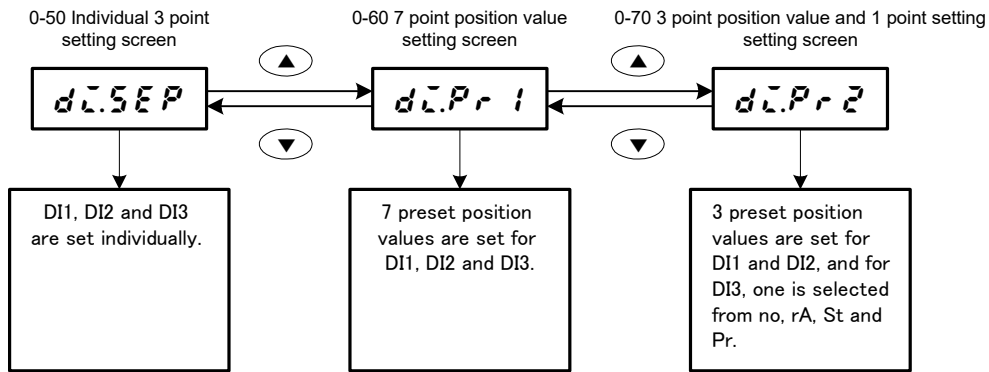 0-50 Individual 3 point
setting screen
0-60 7 point position value
setting screen
0-70 3 point position value and 1 point setting
setting screen
di.SEP
di.Pr 1
di.Pr 2
DI1, DI2 and DI3
are set individually.
7 preset position
values are set for
DI1, DI2 and DI3.
3 preset position
values are set for
DI1 and DI2, and for
DI3, one is selected
from no, rA, St and
Pr.